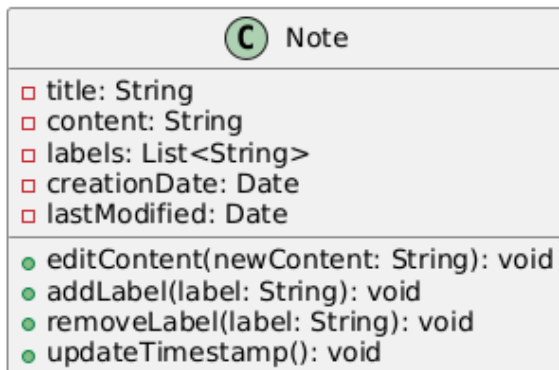 C Note
title: String
content: String
labels: List<String>
creationDate: Date
lastModified: Date
editContent(newContent: String): void
addLabel(label: String): void
removeLabel(label: String): void
updateTimestamp(): void